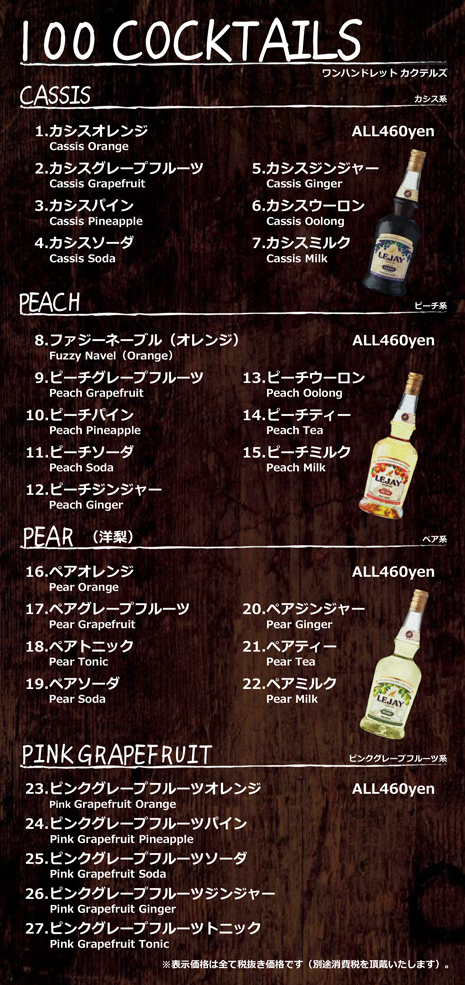 100 COCKTAILS
ワンハンドレット カクテルズ
CASSIS
カシス系
1.カシスオレンジ
Cassis Orange
ALL460yen
2.カシスグレープフルーツ
Cassis Grapefruit
3.カシスパイン
Cassis Pineapple
4.カシスソーダ
Cassis Soda
5.カシスジンジャー
Cassis Ginger
6.カシスウーロン
Cassis Oolong
7.カシスミルク
Cassis Milk
LEJAY
PEACH
ピーチ系
8.ファジーネーブル（オレンジ）
Fuzzy Navel（Orange）
ALL460yen
9.ピーチグレープフルーツ
Peach Grapefruit
10.ピーチパイン
Peach Pineapple
11.ピーチソーダ
Peach Soda
12.ピーチジンジャー
Peach Ginger
13.ピーチウーロン
Peach Oolong
14.ピーチティー
Peach Tea
15.ピーチミルク
Peach Milk
LEJAY
PEAR （洋梨）
ペア系
16.ペアオレンジ
Pear Orange
ALL460yen
17.ペアグレープフルーツ
Pear Grapefruit
18.ペアトニック
Pear Tonic
19.ペアソーダ
Pear Soda
20.ペアジンジャー
Pear Ginger
21.ペアティー
Pear Tea
22.ペアミルク
Pear Milk
LEJAY
PINK GRAPEFRUIT
ピンクグレープフルーツ系
23.ピンクグレープフルーツオレンジ
Pink Grapefruit Orange
ALL460yen
24.ピンクグレープフルーツパイン
Pink Grapefruit Pineapple
25.ピンクグレープフルーツソーダ
Pink Grapefruit Soda
26.ピンクグレープフルーツジンジャー
Pink Grapefruit Ginger
27.ピンクグレープフルーツトニック
Pink Grapefruit Tonic
※表示価格は全て税抜き価格です（別途消費税を頂戴いたします）。